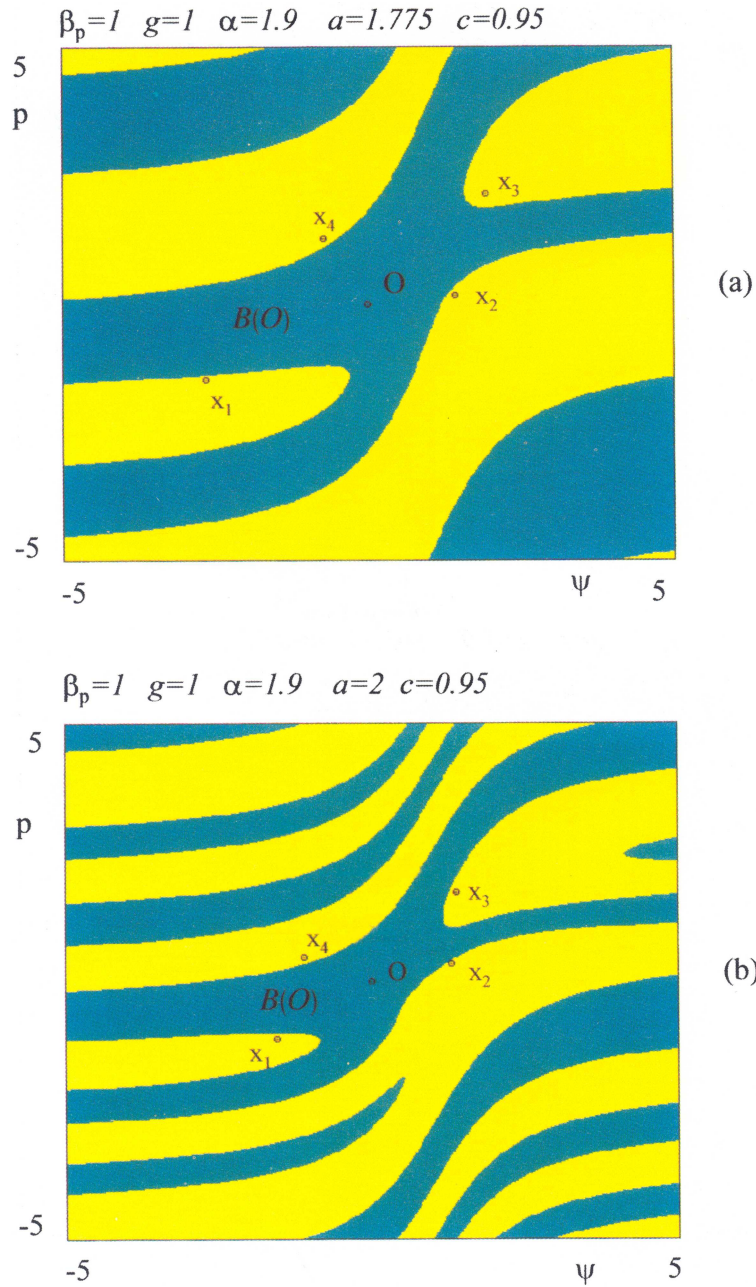 βp=1 g=1 α=1.9 a=1.775 c=0.95
5
p
x3
x4
O
(a)
B(O)
x2
x1
-5
-5 ψ 5
βp=1 g=1 α=1.9 a=2 c=0.95
5
p
x3
x4
O
x2
(b)
B(O)
x1
-5
-5 ψ 5